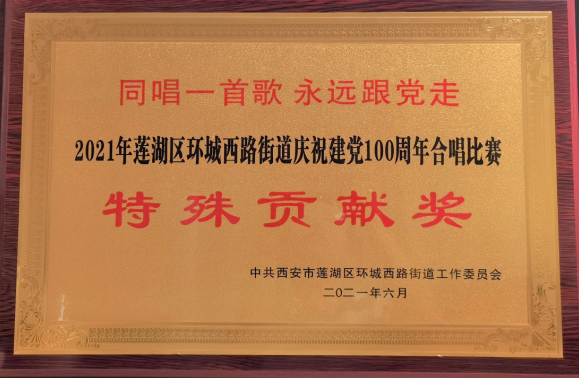 同唱一首歌 永远跟党走
2021年莲湖区环城西路街道庆祝建党100周年合唱比赛
特殊贡献奖
中共西安市莲湖区环城西路街道工作委员会
二〇二一年六月